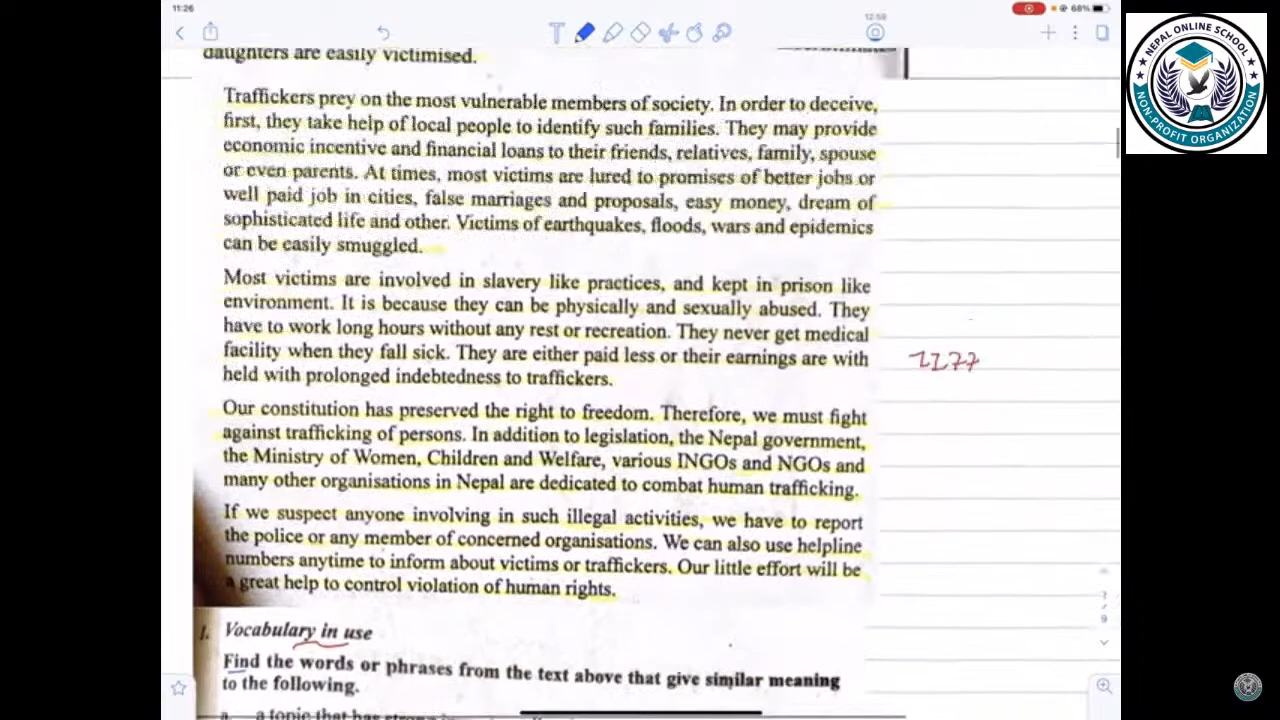 11:26
68%
12:59
NEPAL ONLINE SCHOOL
NON-PROFIT ORGANIZATION
daughters are easily victimised.
Traffickers prey on the most vulnerable members of society. In order to deceive,
first, they take help of local people to identify such families. They may provide
economic incentive and financial loans to their friends, relatives, family, spouse
or even parents. At times, most victims are lured to promises of better jobs or
well paid job in cities, false marriages and proposals, easy money, dream of
sophisticated life and other. Victims of earthquakes, floods, wars and epidemics
can be easily smuggled.
Most victims are involved in slavery like practices, and kept in prison like
environment. It is because they can be physically and sexually abused. They
have to work long hours without any rest or recreation. They never get medical
facility when they fall sick. They are either paid less or their earnings are with
held with prolonged indebtedness to traffickers.
Our constitution has preserved the right to freedom. Therefore, we must fight
against trafficking of persons. In addition to legislation, the Nepal government,
the Ministry of Women, Children and Welfare, various INGOs and NGOs and
many other organisations in Nepal are dedicated to combat human trafficking.
If we suspect anyone involving in such illegal activities, we have to report
the police or any member of concerned organisations. We can also use helpline
numbers anytime to inform about victims or traffickers. Our little effort will be
a great help to control violation of human rights.
1. Vocabulary in use
Find the words or phrases from the text above that give similar meaning
to the following.
a. a topic that has